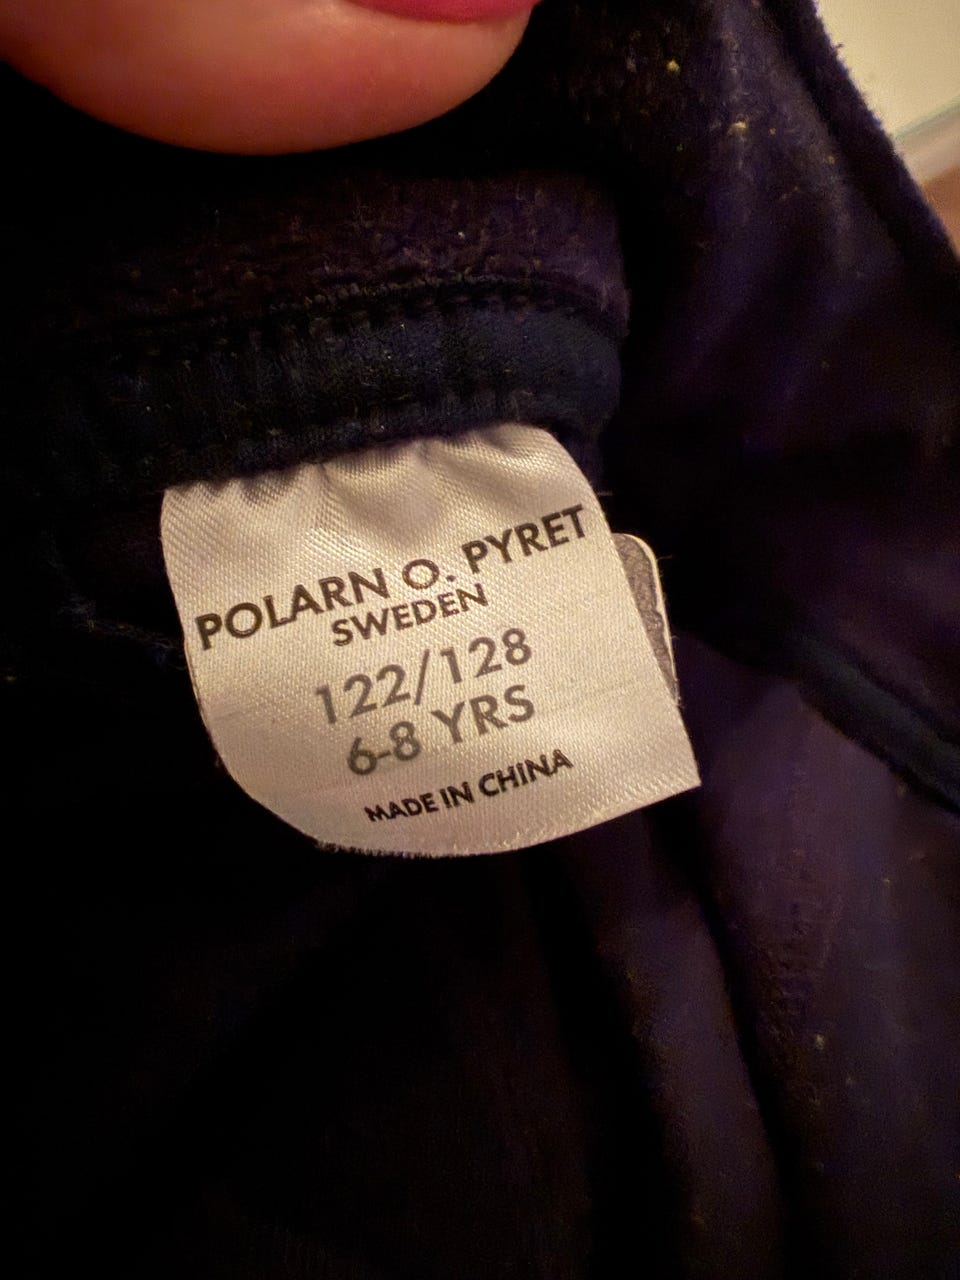 POLARN O. PYRET
SWEDEN
122/128
6-8 YRS
MADE IN CHINA